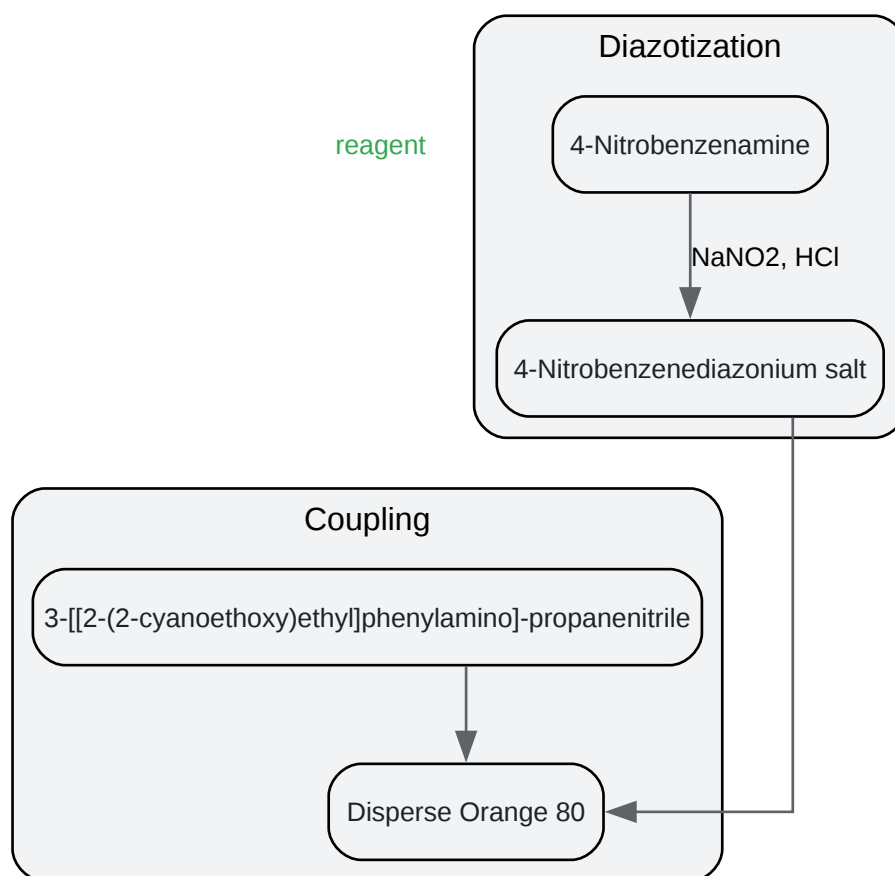 Diazotization
reagent
4-Nitrobenzenamine
NaNO2, HCl
4-Nitrobenzenediazonium salt
Coupling
3-[[2-(2-cyanoethoxy)ethyl]phenylamino]-propanenitrile
Disperse Orange 80